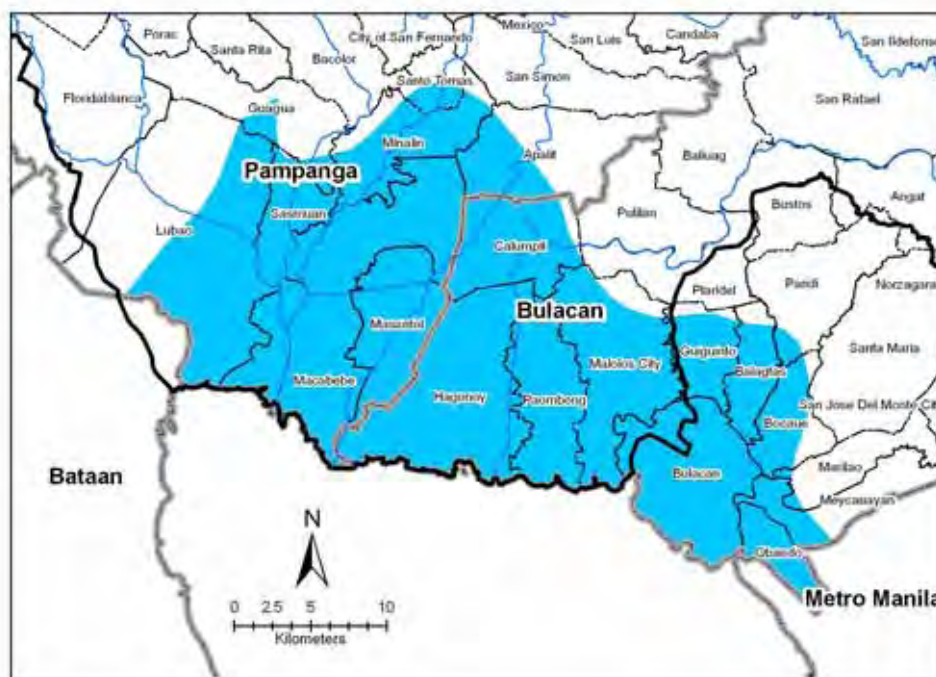 Porac
Santa Rita
City of San Fernando
Mexico
San Luis
Candaba
San Ildefonso
Bacolor
Floridablanca
Santo Tomas
San Simon
San Rafael
Guagua
Minalin
Apalit
Baliuag
Pampanga
Angat
Bustos
Sasmuan
Pulilan
Lubao
Calumpit
Plaridel
Pandi
Norzagara
Bulacan
Masantol
Malolos City
Guiguinto
Santa Maria
Balagtas
Macabebe
Hagonoy
Paombong
San Jose Del Monte City
Bocaue
Bataan
Bulacan
Marilao
Meycauayan
N
Obando
0 2.5 5 10
Kilometers
Metro Manila